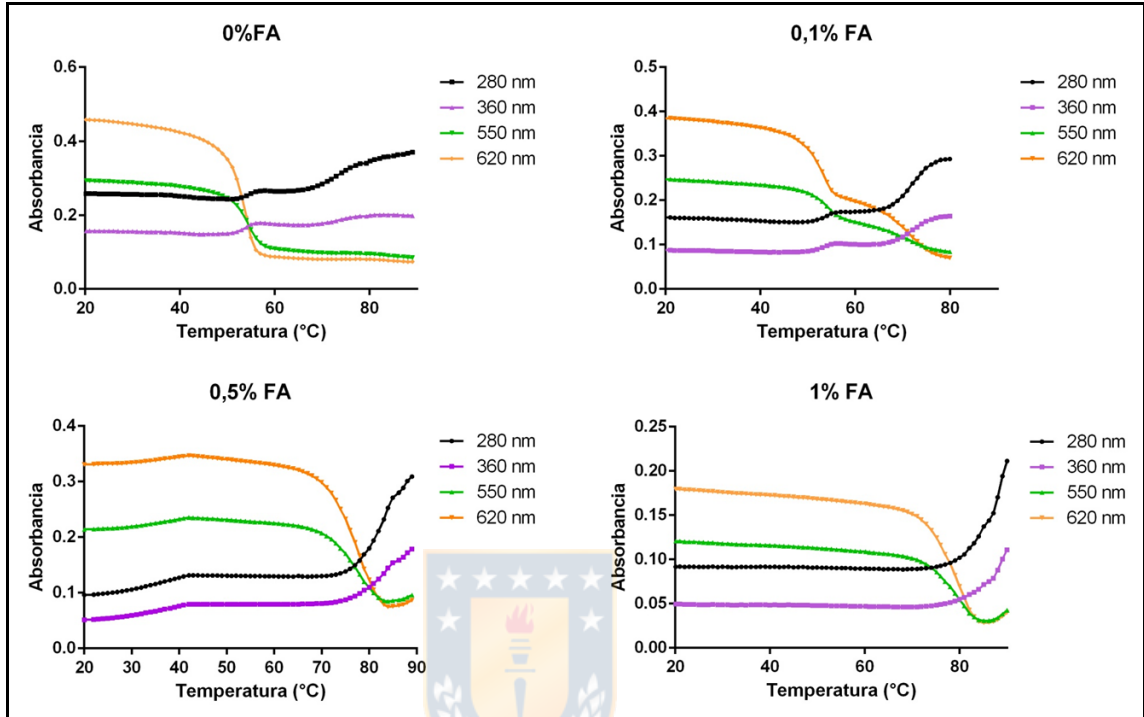 0%FA
Absorbancia
0.6
0.4
0.2
0.0
20
40
60
80
Temperatura (°C)
280 nm
360 nm
550 nm
620 nm
0,1% FA
Absorbancia
0.5
0.4
0.3
0.2
0.1
0.0
20
40
60
80
Temperatura (°C)
280 nm
360 nm
550 nm
620 nm
0,5% FA
Absorbancia
0.4
0.3
0.2
0.1
0.0
20
30
40
50
60
70
80
90
Temperatura (°C)
280 nm
360 nm
550 nm
620 nm
1% FA
Absorbancia
0.25
0.20
0.15
0.10
0.05
0.00
20
40
60
80
Temperatura (°C)
280 nm
360 nm
550 nm
620 nm